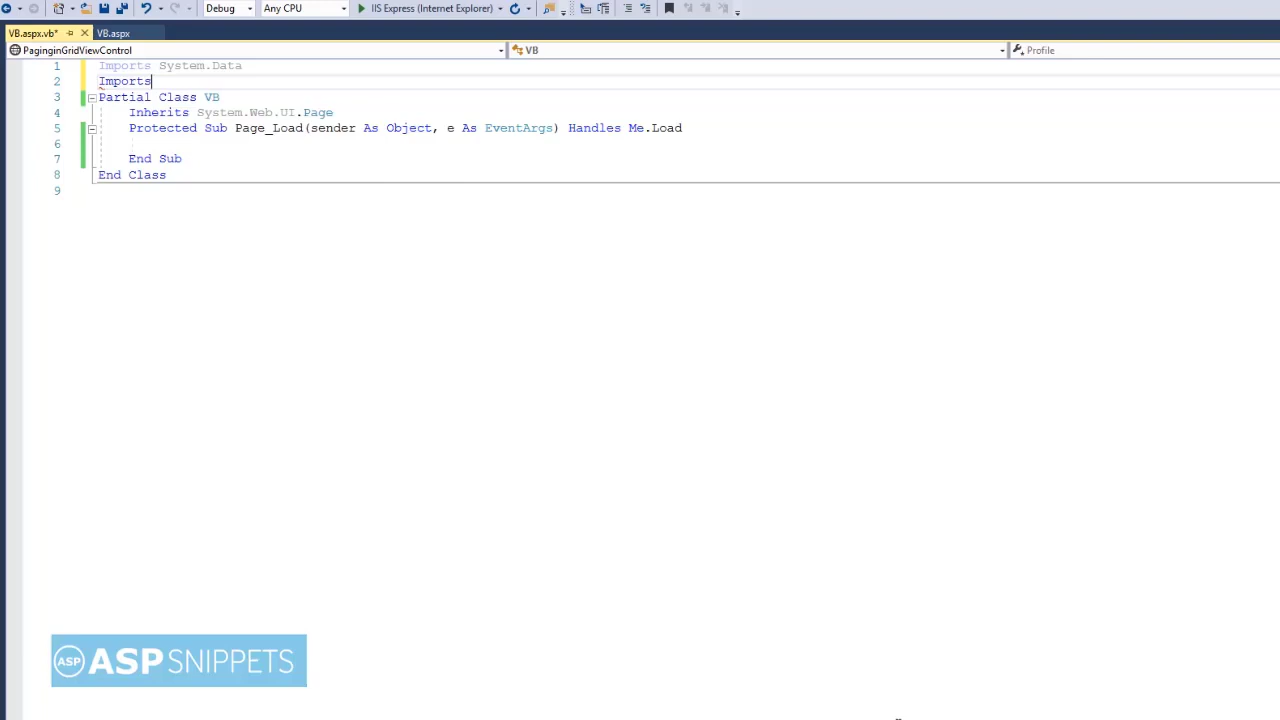 Debug Any CPU IIS Express (Internet Explorer)
VB.aspx.vb* VB.aspx
PaginginGridViewControl VB Profile
1 Imports System.Data
2 Imports
3 Partial Class VB
4 Inherits System.Web.UI.Page
5 Protected Sub Page_Load(sender As Object, e As EventArgs) Handles Me.Load
6
7 End Sub
8 End Class
9
ASP ASPSNIPPETS